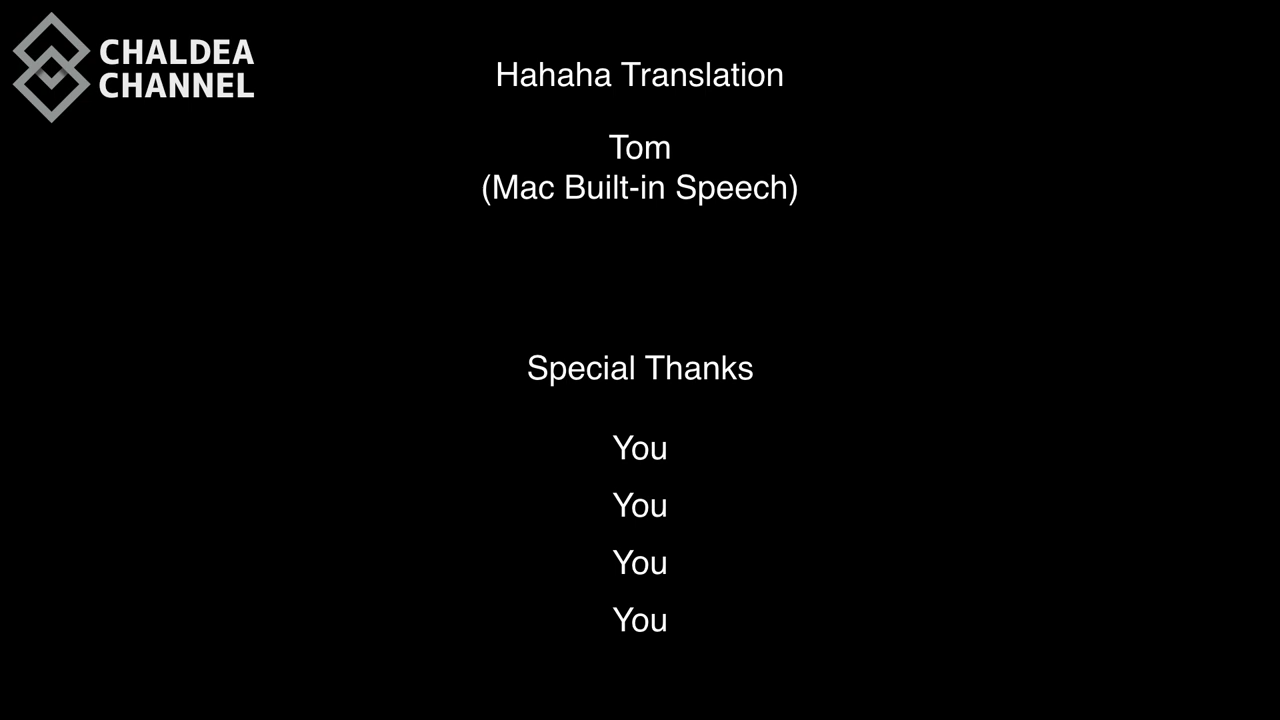 CHALDEA
CHANNEL
Hahaha Translation
Tom
(Mac Built-in Speech)
Special Thanks
You
You
You
You